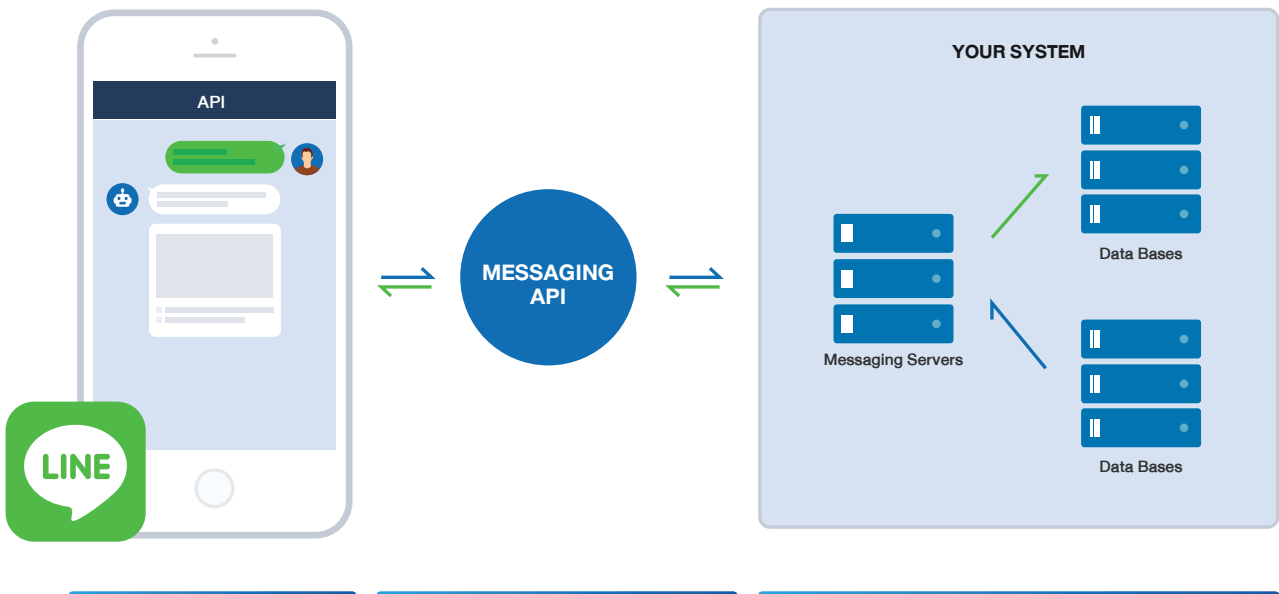 YOUR SYSTEM
API
Data Bases
MESSAGING
API
Messaging Servers
LINE
Data Bases